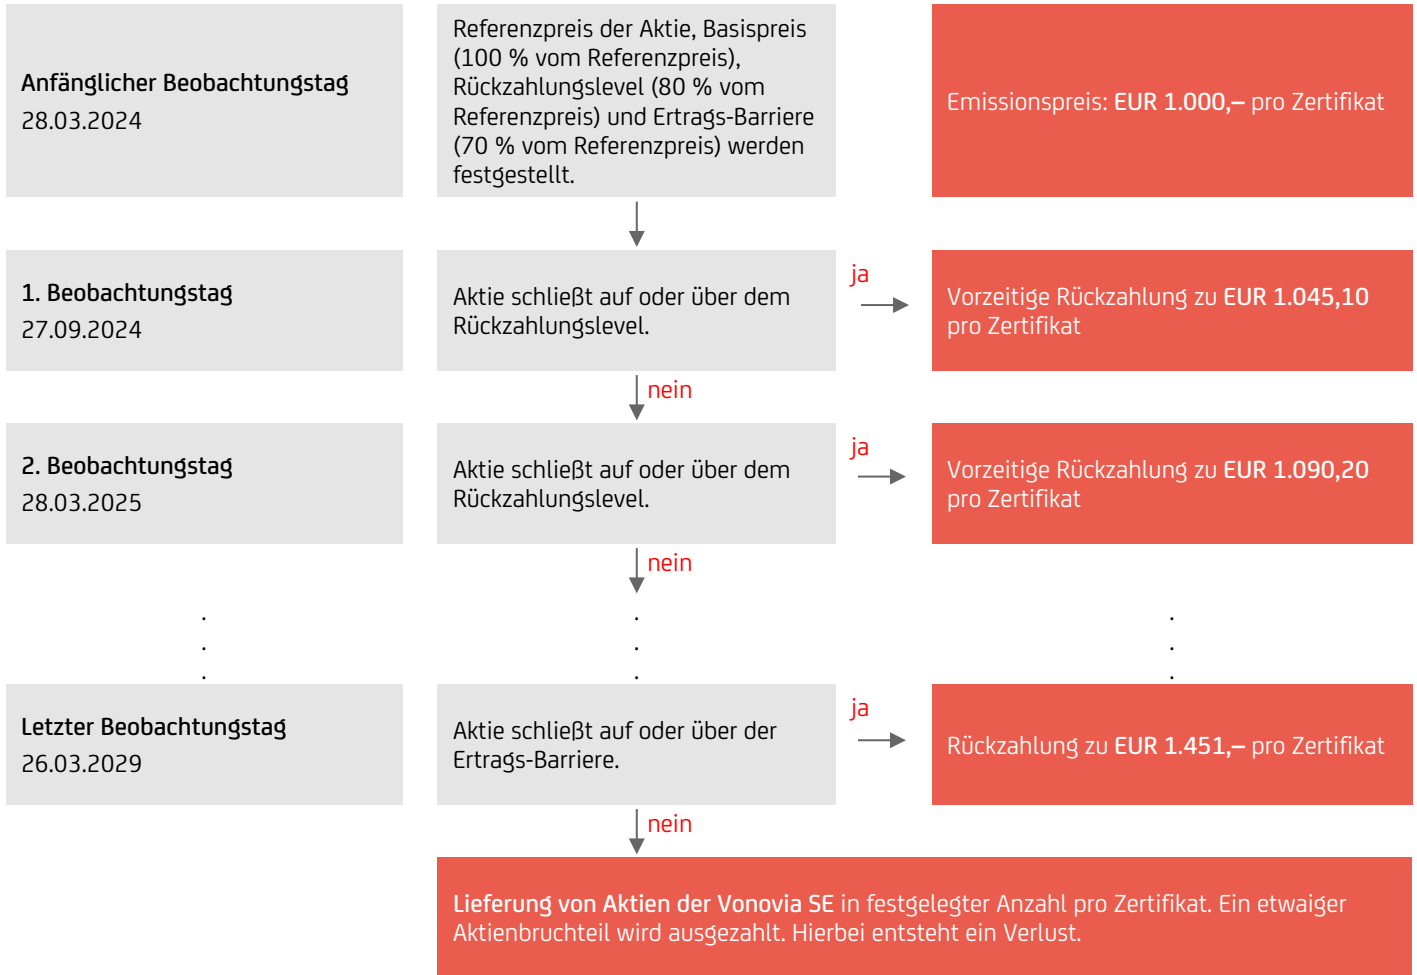 Anfänglicher Beobachtungstag
28.03.2024
Referenzpreis der Aktie, Basispreis
(100 % vom Referenzpreis),
Rückzahlungslevel (80 % vom
Referenzpreis) und Ertrags-Barriere
(70 % vom Referenzpreis) werden
festgestellt.
Emissionspreis: EUR 1.000,– pro Zertifikat
1. Beobachtungstag
27.09.2024
Aktie schließt auf oder über dem
Rückzahlungslevel.
ja
Vorzeitige Rückzahlung zu EUR 1.045,10
pro Zertifikat
nein
2. Beobachtungstag
28.03.2025
Aktie schließt auf oder über dem
Rückzahlungslevel.
ja
Vorzeitige Rückzahlung zu EUR 1.090,20
pro Zertifikat
nein
Letzter Beobachtungstag
26.03.2029
Aktie schließt auf oder über der
Ertrags-Barriere.
ja
Rückzahlung zu EUR 1.451,– pro Zertifikat
nein
Lieferung von Aktien der Vonovia SE in festgelegter Anzahl pro Zertifikat. Ein etwaiger
Aktienbruchteil wird ausgezahlt. Hierbei entsteht ein Verlust.